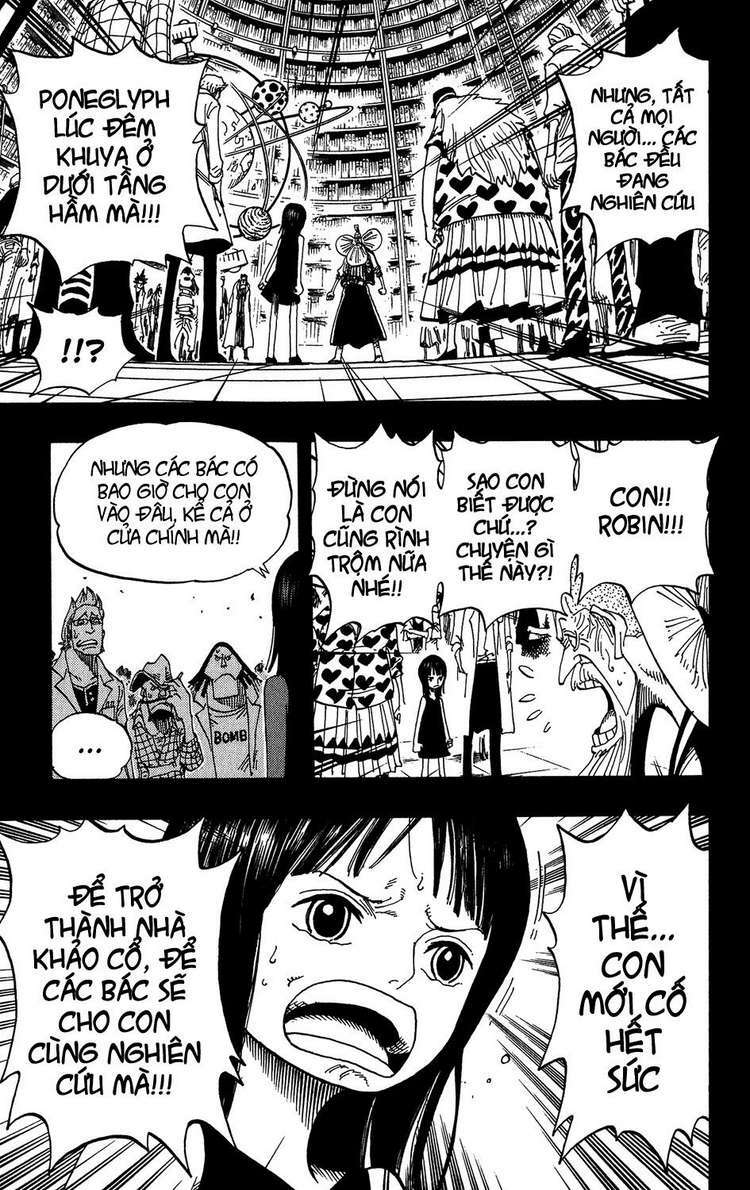 NHƯNG, TẤT
CẢ MỌI
NGƯỜI... CÁC
BÁC ĐỀU
ĐANG
NGHIÊN CỨU
PONEGLYPH
LÚC ĐÊM
KHUYA Ở
DƯỚI TẦNG
HẦM MÀ!!!
!!?
CON!!
ROBIN!!!
SAO CON
BIẾT ĐƯỢC
CHỨ...?
CHUYỆN GÌ
THẾ NÀY?!
ĐỪNG NÓI
LÀ CON
CŨNG RÌNH
TRỘM NỮA
NHÉ!!
NHƯNG CÁC BÁC CÓ
BAO GIỜ CHO CON
VÀO ĐÂU, KỂ CẢ Ở
CỬA CHÍNH MÀ!!
BOMB
...
VÌ
THẾ...
CON
MỚI CỐ
HẾT
SỨC
ĐỂ TRỞ
THÀNH NHÀ
KHẢO CỔ, ĐỂ
CÁC BÁC SẼ
CHO CON
CÙNG NGHIÊN
CỨU MÀ!!!